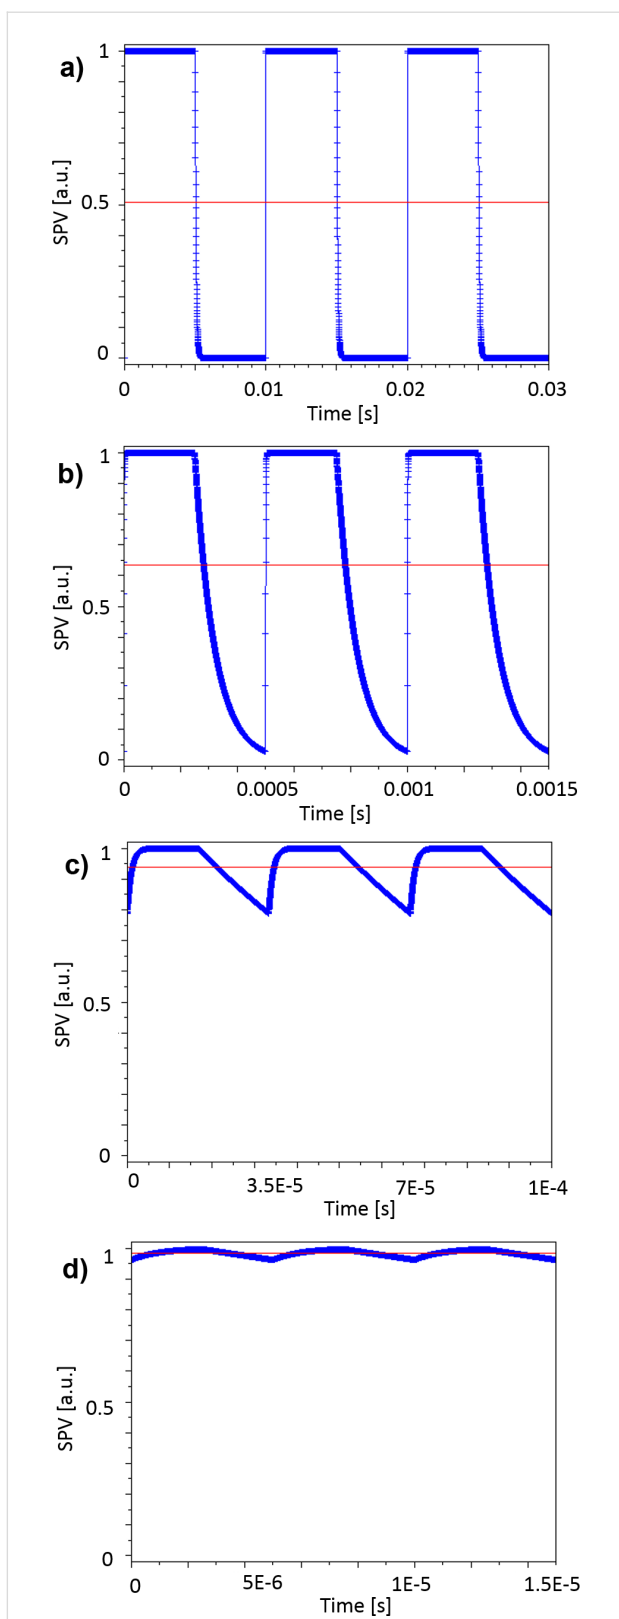 a)
SPV [a.u.]
1
0.5
0
0 0.01 0.02 0.03
Time [s]
b)
SPV [a.u.]
1
0.5
0
0 0.0005 0.001 0.0015
Time [s]
c)
SPV [a.u.]
1
0.5
0
0 3.5E-5 7E-5 1E-4
Time [s]
d)
SPV [a.u.]
1
0.5
0
0 5E-6 1E-5 1.5E-5
Time [s]